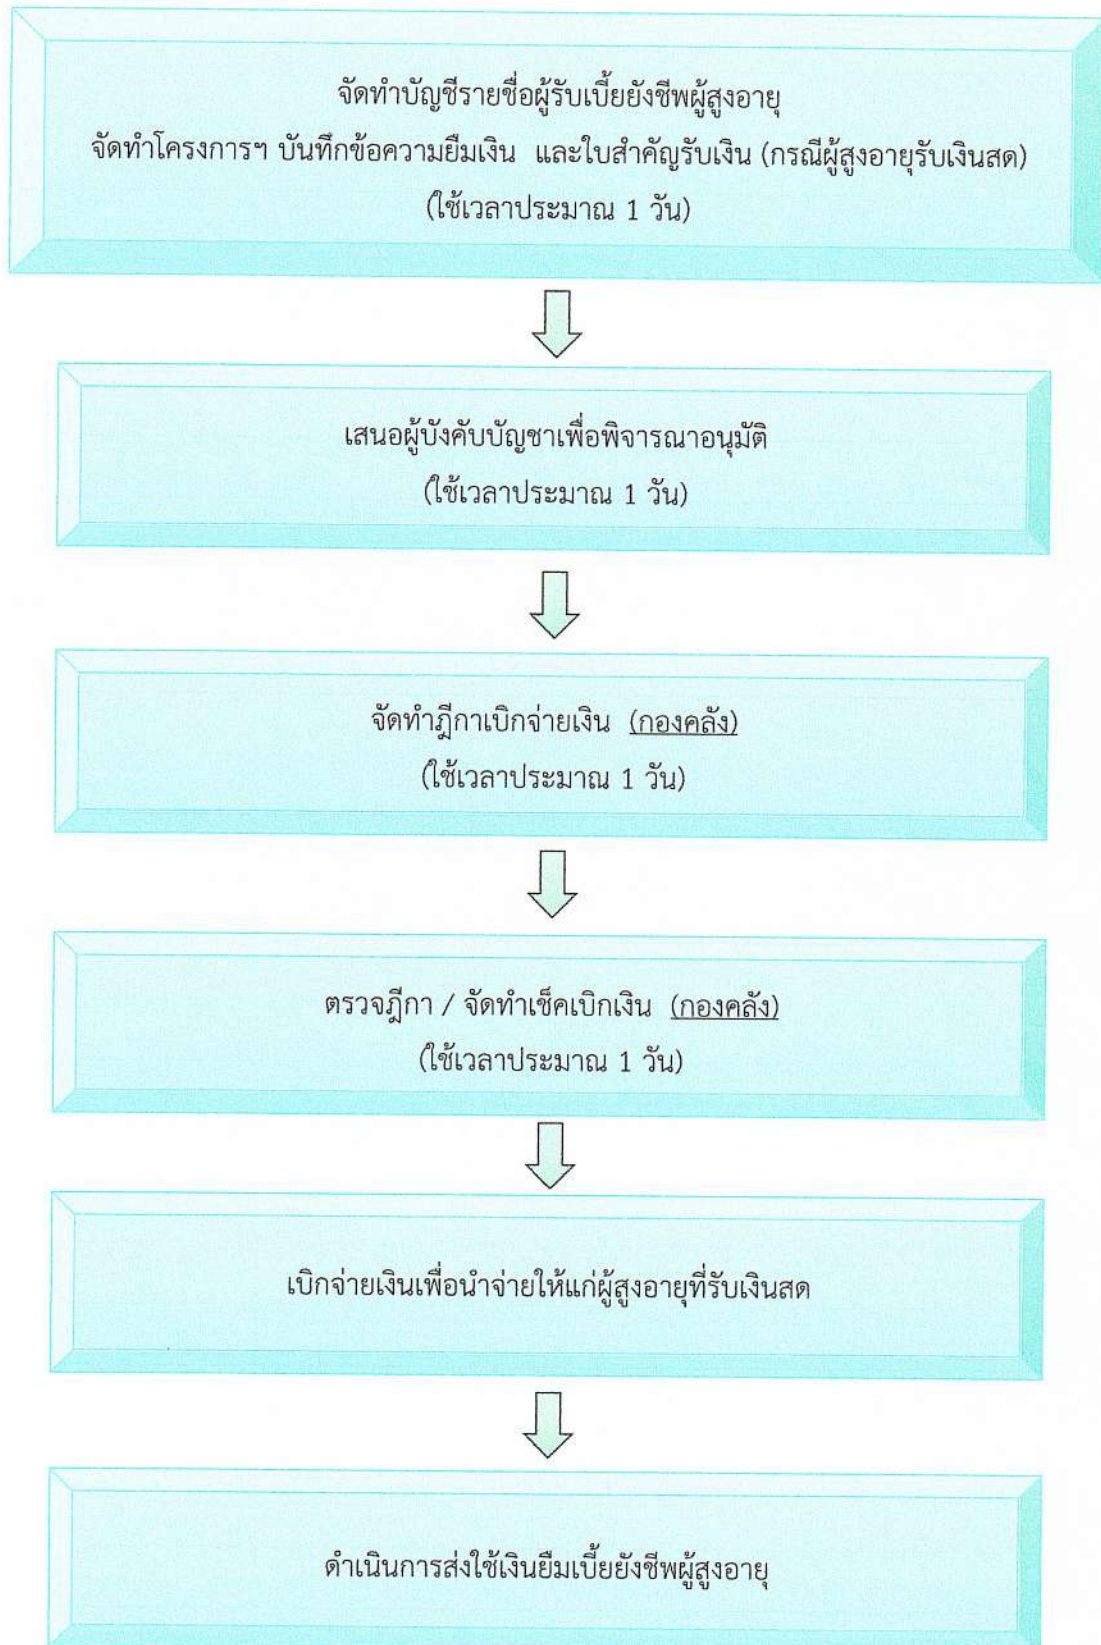 จัดทำบัญชีรายชื่อผู้รับเบี้ยยังชีพผู้สูงอายุ
จัดทำโครงการฯ บันทึกข้อความยืมเงิน และใบสำคัญรับเงิน (กรณีผู้สูงอายุรับเงินสด)
(ใช้เวลาประมาณ 1 วัน)
เสนอผู้บังคับบัญชาเพื่อพิจารณาอนุมัติ
(ใช้เวลาประมาณ 1 วัน)
จัดทำฎีกาเบิกจ่ายเงิน (กองคลัง)
(ใช้เวลาประมาณ 1 วัน)
ตรวจฎีกา / จัดทำเช็คเบิกเงิน (กองคลัง)
(ใช้เวลาประมาณ 1 วัน)
เบิกจ่ายเงินเพื่อนำจ่ายให้แก่ผู้สูงอายุที่รับเงินสด
ดำเนินการส่งใช้เงินยืมเบี้ยยังชีพผู้สูงอายุ